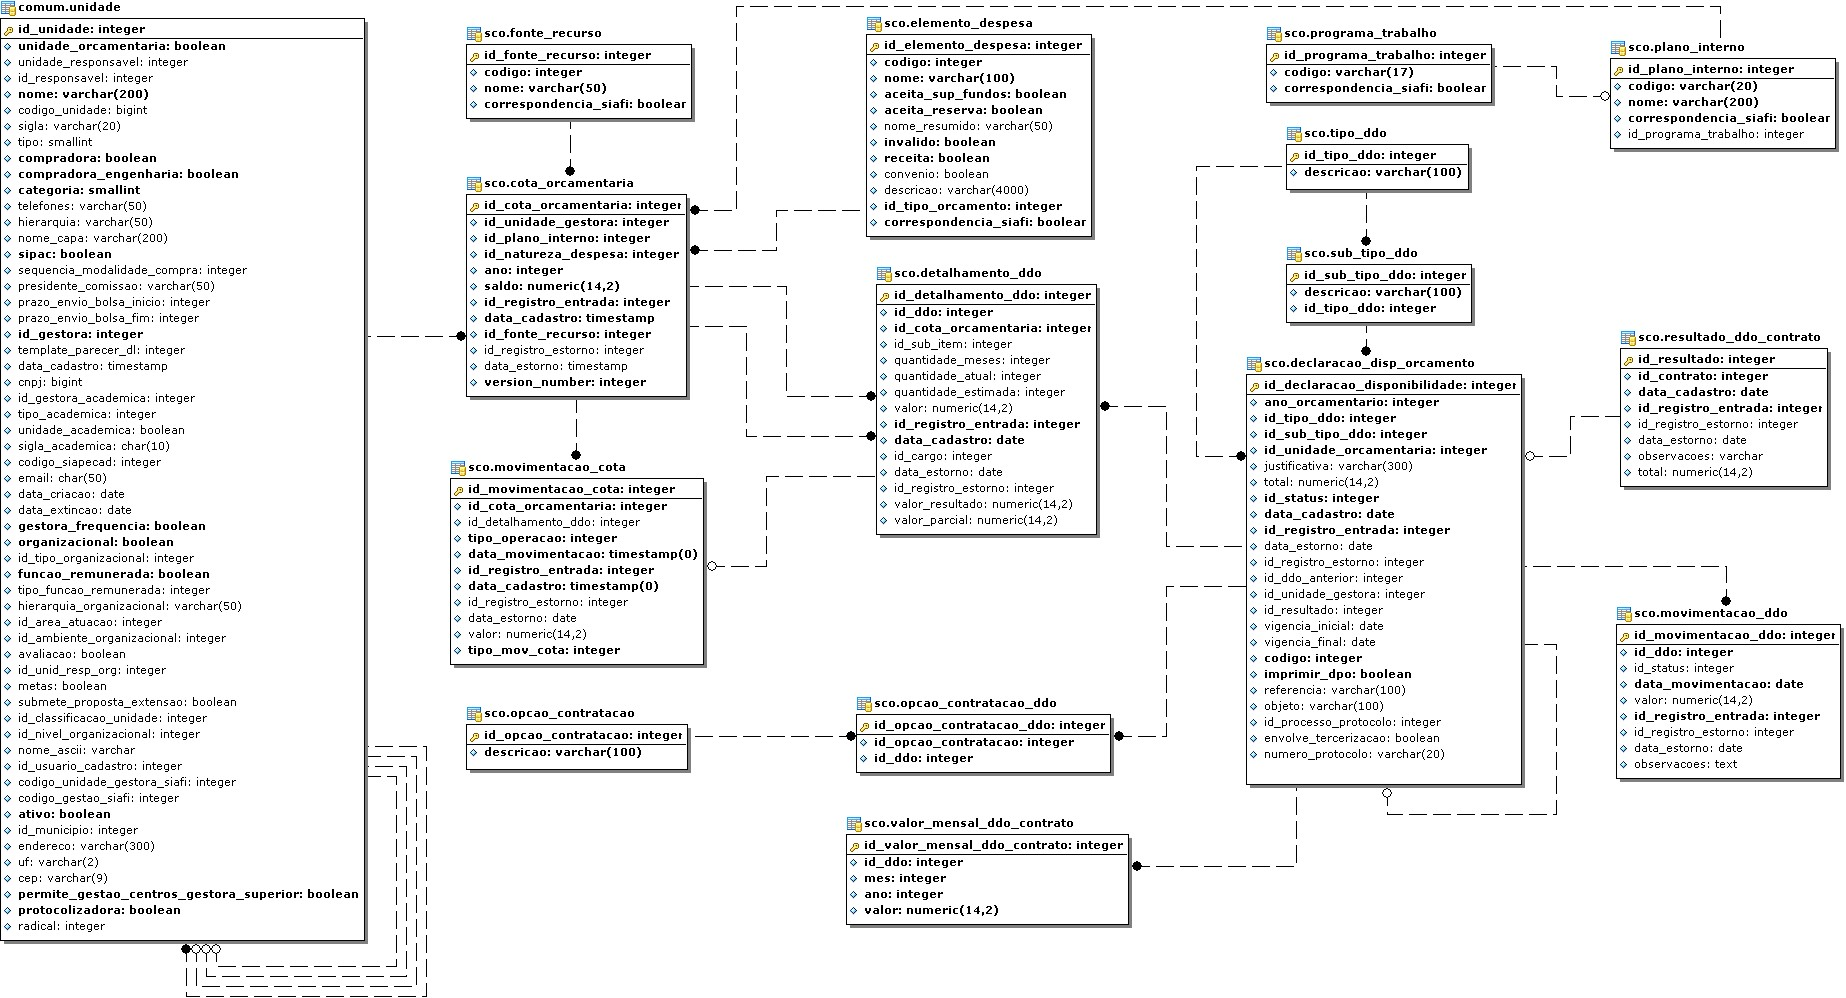 comum.unidade
id_unidade: integer
unidade_orcamentaria: boolean
unidade_responsavel: integer
id_responsavel: integer
nome: varchar(200)
codigo_unidade: bigint
sigla: varchar(20)
tipo: smallint
compradora: boolean
compradora_engenharia: boolean
categoria: smallint
telefones: varchar(50)
hierarquia: varchar(50)
nome_capa: varchar(200)
sipac: boolean
sequencia_modalidade_compra: integer
presidente_comissao: varchar(50)
prazo_envio_bolsa_inicio: integer
prazo_envio_bolsa_fim: integer
id_gestora: integer
template_parecer_dl: integer
data_cadastro: timestamp
cnpj: bigint
id_gestora_academica: integer
tipo_academica: integer
unidade_academica: boolean
sigla_academica: char(10)
codigo_siapecad: integer
email: char(50)
data_criacao: date
data_extincao: date
gestora_frequencia: boolean
organizacional: boolean
id_tipo_organizacional: integer
funcao_remunerada: boolean
tipo_funcao_remunerada: integer
hierarquia_organizacional: varchar(50)
id_area_atuacao: integer
id_ambiente_organizacional: integer
avaliacao: boolean
id_unid_resp_org: integer
metas: boolean
submete_proposta_extensao: boolean
id_classificacao_unidade: integer
id_nivel_organizacional: integer
nome_ascii: varchar
id_usuario_cadastro: integer
codigo_unidade_gestora_siafi: integer
codigo_gestao_siafi: integer
ativo: boolean
id_municipio: integer
endereco: varchar(300)
uf: varchar(2)
cep: varchar(9)
permite_gestao_centros_gestora_superior: boolean
protocolizadora: boolean
radical: integer
sco.fonte_recurso
id_fonte_recurso: integer
codigo: integer
nome: varchar(50)
correspondencia_siafi: boolear
sco.cota_orcamentaria
id_cota_orcamentaria: integer
id_unidade_gestora: integer
id_plano_interno: integer
id_natureza_despesa: integer
ano: integer
saldo: numeric(14,2)
id_registro_entrada: integer
data_cadastro: timestamp
id_fonte_recurso: integer
id_registro_estorno: integer
data_estorno: timestamp
version_number: integer
sco.movimentacao_cota
id_movimentacao_cota: integer
id_cota_orcamentaria: integer
id_detalhamento_ddo: integer
tipo_operacao: integer
data_movimentacao: timestamp(0)
id_registro_entrada: integer
data_cadastro: timestamp(0)
id_registro_estorno: integer
data_estorno: date
valor: numeric(14,2)
tipo_mov_cota: integer
sco.opcao_contratacao
id_opcao_contratacao: integer
descricao: varchar(100)
sco.elemento_despesa
id_elemento_despesa: integer
codigo: integer
nome: varchar(100)
aceita_sup_fundos: boolean
aceita_reserva: boolean
nome_resumido: varchar(50)
invalido: boolean
receita: boolean
convenio: boolean
descricao: varchar(4000)
id_tipo_orcamento: integer
correspondencia_siafi: boolear
sco.detalhamento_ddo
id_detalhamento_ddo: integer
id_ddo: integer
id_cota_orcamentaria: integer
id_sub_item: integer
quantidade_meses: integer
quantidade_atual: integer
quantidade_estimada: integer
valor: numeric(14,2)
id_registro_entrada: integer
data_cadastro: date
id_cargo: integer
data_estorno: date
id_registro_estorno: integer
valor_resultado: numeric(14,2)
valor_parcial: numeric(14,2)
sco.opcao_contratacao_ddo
id_opcao_contratacao_ddo: integer
id_opcao_contratacao: integer
id_ddo: integer
sco.valor_mensal_ddo_contrato
id_valor_mensal_ddo_contrato: integer
id_ddo: integer
mes: integer
ano: integer
valor: numeric(14,2)
sco.programa_trabalho
id_programa_trabalho: integer
codigo: varchar(17)
correspondencia_siafi: boolear
sco.tipo_ddo
id_tipo_ddo: integer
descricao: varchar(100)
sco.sub_tipo_ddo
id_sub_tipo_ddo: integer
descricao: varchar(100)
id_tipo_ddo: integer
sco.declaracao_disp_orcamento
id_declaracao_disponibilidade: integer
ano_orcamentario: integer
id_tipo_ddo: integer
id_sub_tipo_ddo: integer
id_unidade_orcamentaria: integer
justificativa: varchar(300)
total: numeric(14,2)
id_status: integer
data_cadastro: date
id_registro_entrada: integer
data_estorno: date
id_registro_estorno: integer
id_ddo_anterior: integer
id_unidade_gestora: integer
id_resultado: integer
vigencia_inicial: date
vigencia_final: date
codigo: integer
imprimir_dpo: boolean
referencia: varchar(100)
objeto: varchar(100)
id_processo_protocolo: integer
envolve_tercerizacao: boolean
numero_protocolo: varchar(20)
sco.plano_interno
id_plano_interno: integer
codigo: varchar(20)
nome: varchar(200)
correspondencia_siafi: boolear
id_programa_trabalho: integer
sco.resultado_ddo_contrato
id_resultado: integer
id_contrato: integer
data_cadastro: date
id_registro_entrada: integer
id_registro_estorno: integer
data_estorno: date
observacoes: varchar
total: numeric(14,2)
sco.movimentacao_ddo
id_movimentacao_ddo: integer
id_ddo: integer
id_status: integer
data_movimentacao: date
valor: numeric(14,2)
id_registro_entrada: integer
id_registro_estorno: integer
data_estorno: date
observacoes: text